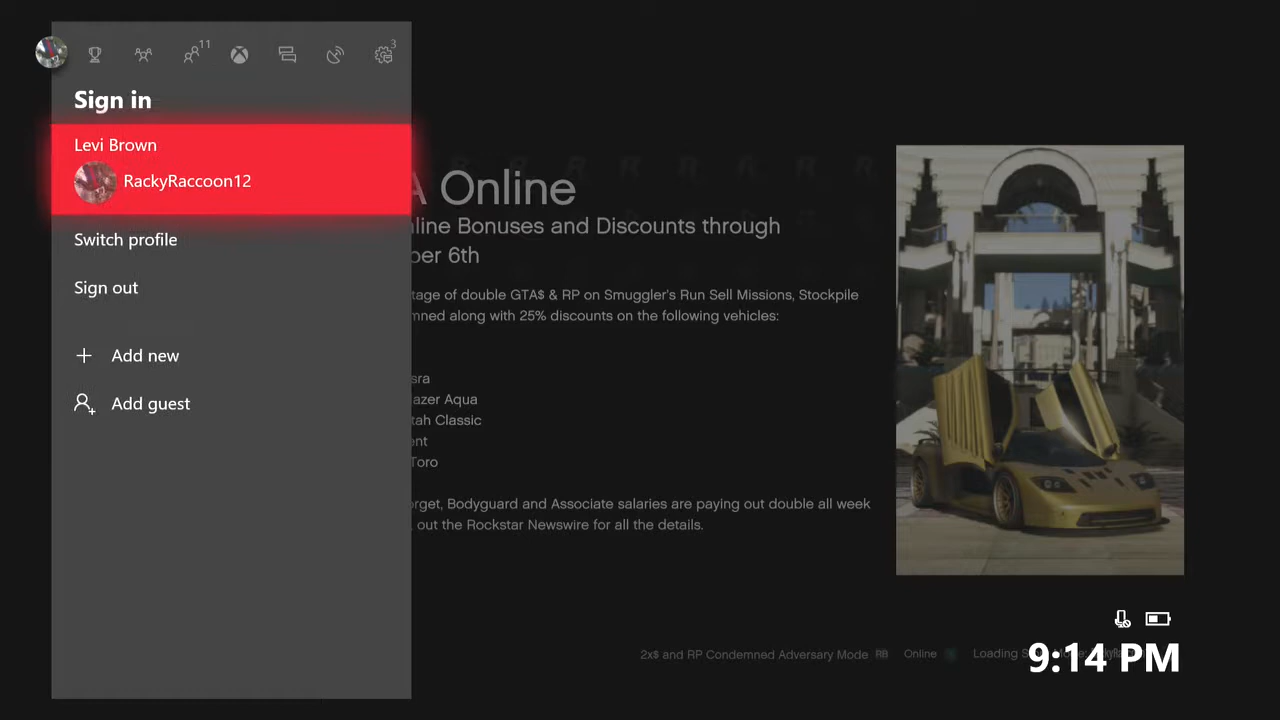 11
3
Sign in
Levi Brown
RackyRaccoon12
Switch profile
Sign out
Add new
Add guest
A Online
line Bonuses and Discounts through
ber 6th
tage of double GTA$ & RP on Smuggler's Run Sell Missions, Stockpile
mned along with 25% discounts on the following vehicles:
sra
azer Aqua
tah Classic
ent
Toro
rget, Bodyguard and Associate salaries are paying out double all week
out the Rockstar Newswire for all the details.
2x$ and RP Condemned Adversary Mode RB Online Loading
9:14 PM